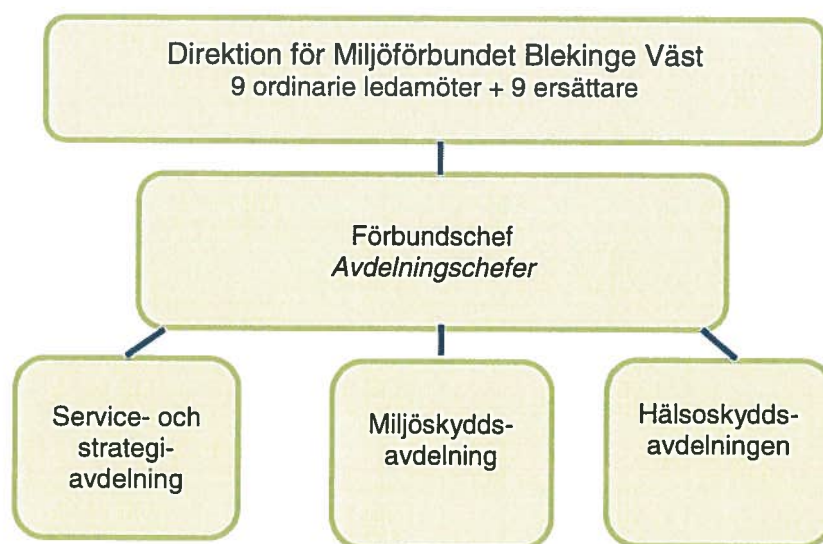 Direktion för Miljöförbundet Blekinge Väst
9 ordinarie ledamöter + 9 ersättare
Förbundschef
Avdelningschefer
Service- och
strategi-
avdelning
Miljöskydds-
avdelning
Hälsoskydds-
avdelningen